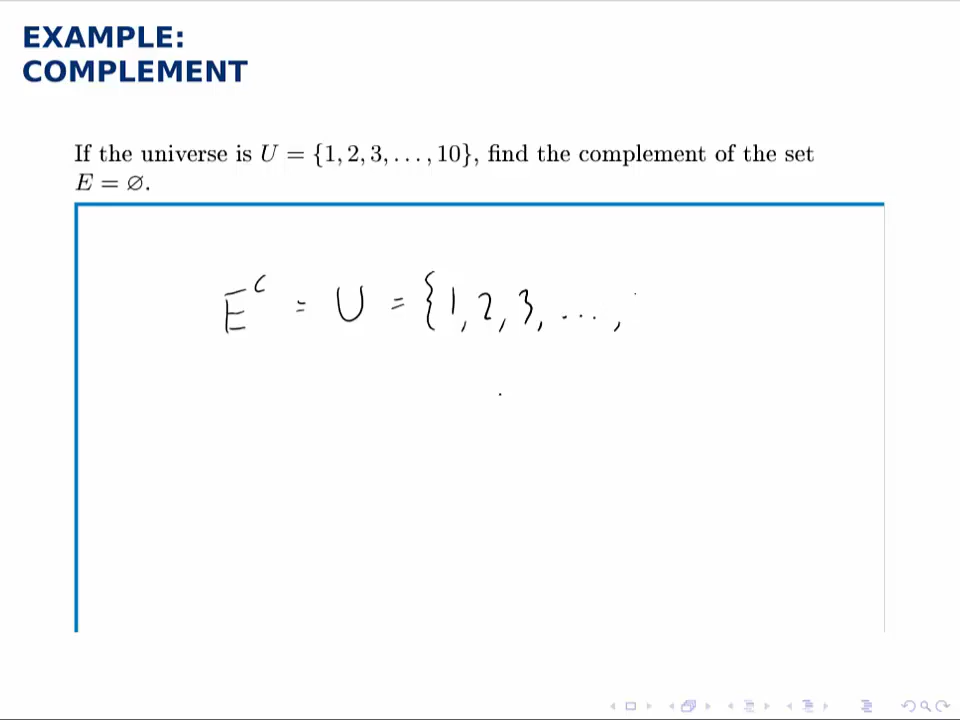 EXAMPLE:
COMPLEMENT
If the universe is U = {1, 2, 3, . . . , 10}, find the complement of the set
E = ∅.
E^c = U = {1, 2, 3, ... ,